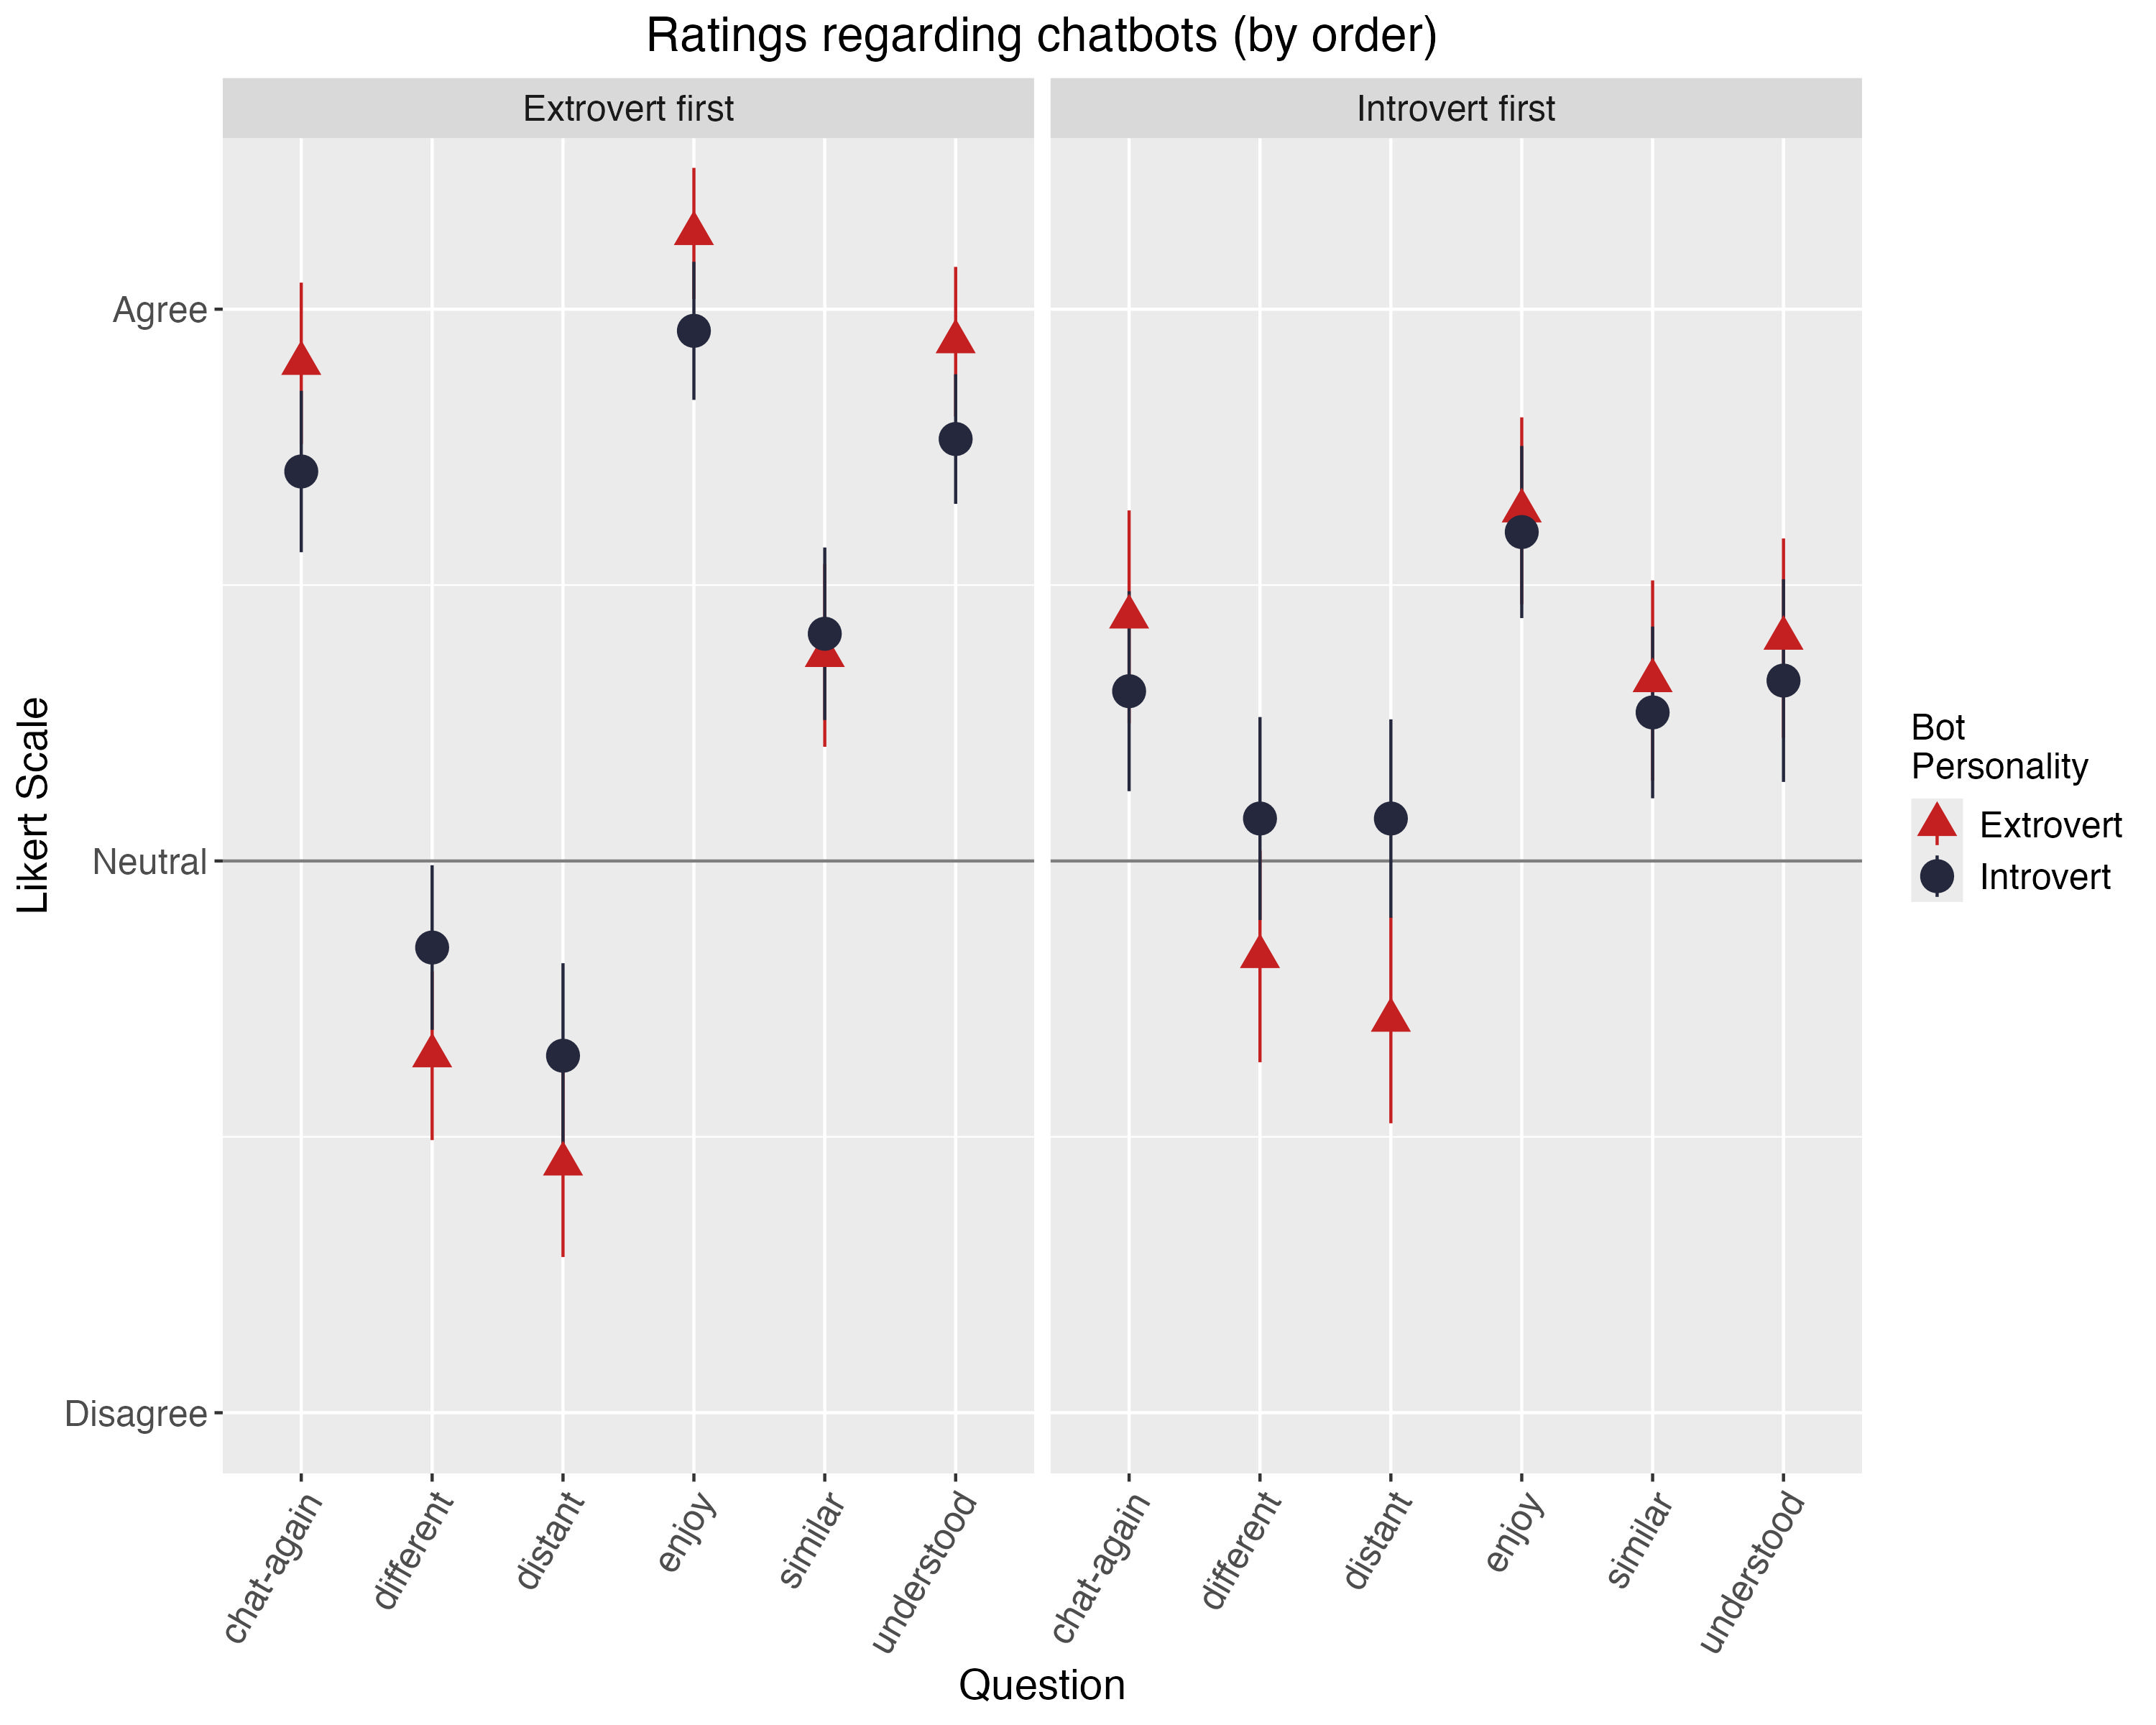 Ratings regarding chatbots (by order)
Extrovert first
Introvert first
Likert Scale
Agree
Neutral
Disagree
chat-again
different
distant
enjoy
similar
understood
chat-again
different
distant
enjoy
similar
understood
Question
Bot
Personality
Extrovert
Introvert